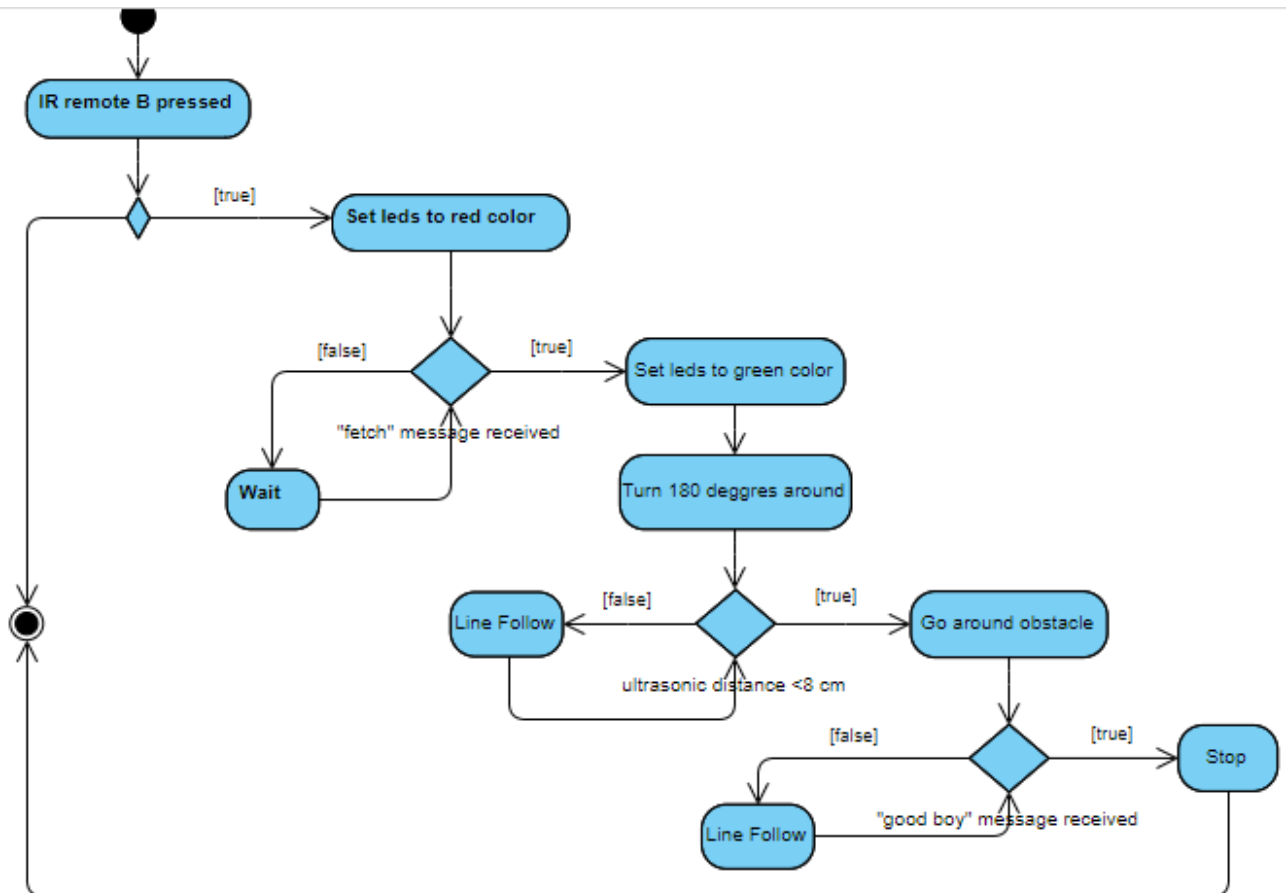 IR remote B pressed
[true]
Set leds to red color
[false]
[true]
Set leds to green color
"fetch" message received
Wait
Turn 180 deggres around
[false]
[true]
Line Follow
Go around obstacle
ultrasonic distance <8 cm
[false]
[true]
Stop
"good boy" message received
Line Follow